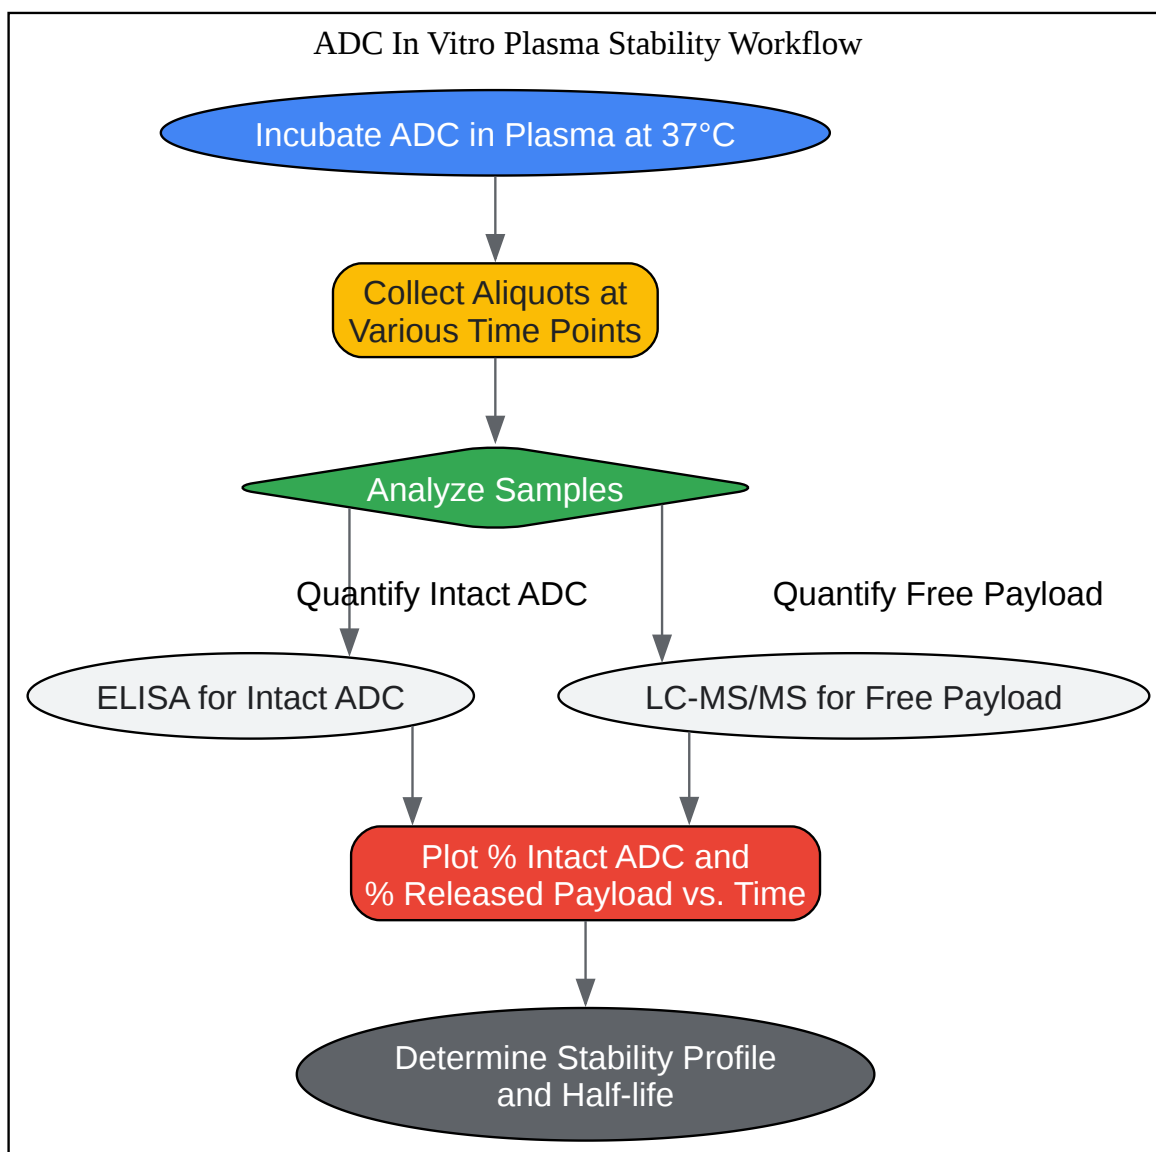 ADC In Vitro Plasma Stability Workflow
Incubate ADC in Plasma at 37°C
Collect Aliquots at
Various Time Points
Analyze Samples
Quantify Intact ADC
Quantify Free Payload
ELISA for Intact ADC
LC-MS/MS for Free Payload
Plot % Intact ADC and
% Released Payload vs. Time
Determine Stability Profile
and Half-life